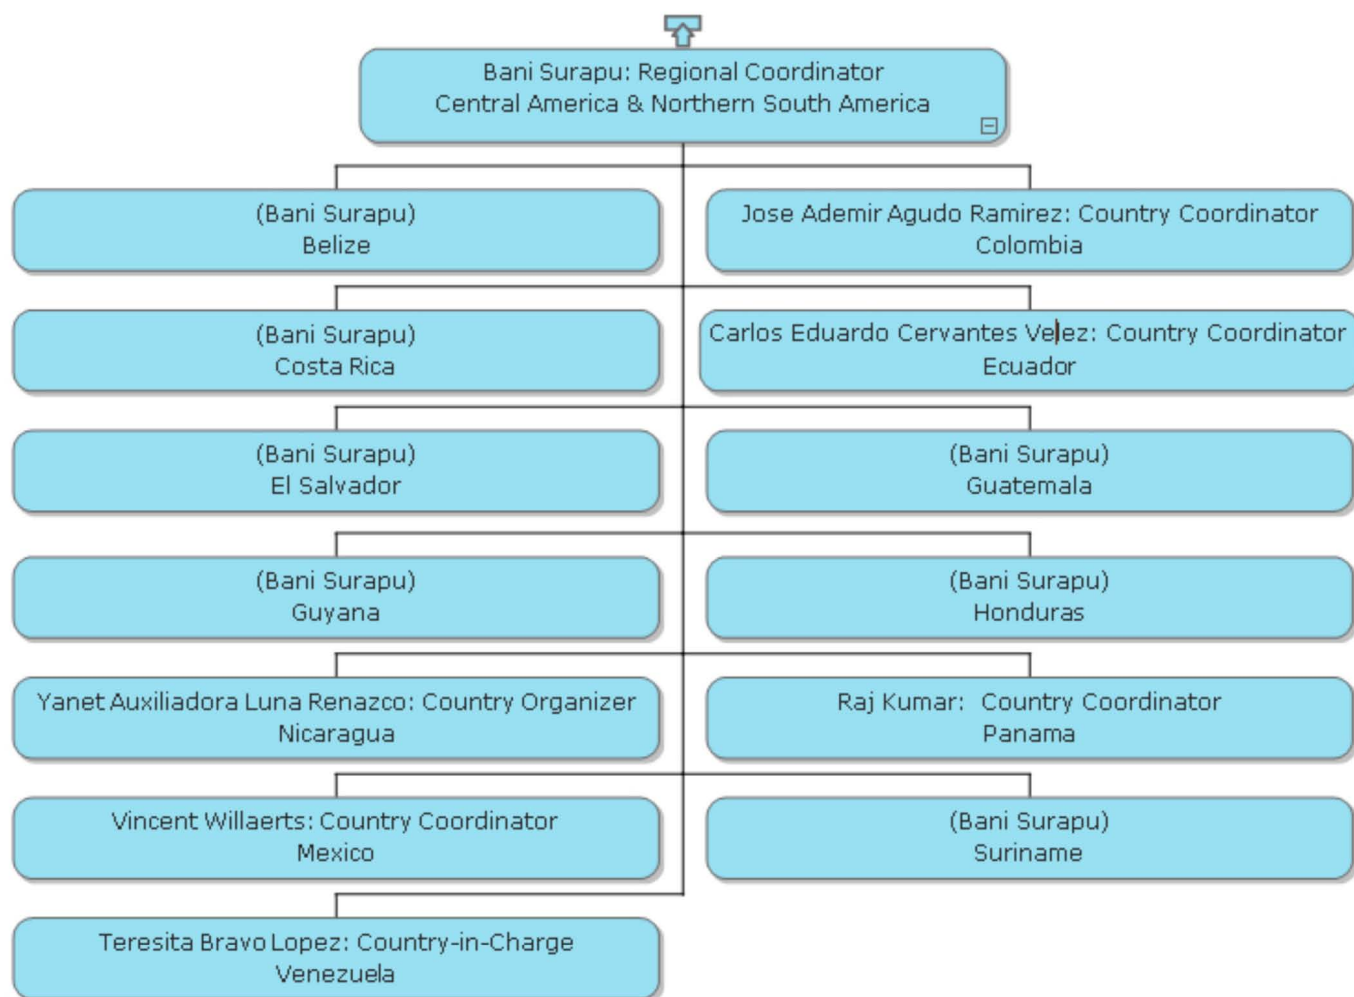 Bani Surapu: Regional Coordinator
Central America & Northern South America
(Bani Surapu)
Belize
Jose Ademir Agudo Ramirez: Country Coordinator
Colombia
(Bani Surapu)
Costa Rica
Carlos Eduardo Cervantes Velez: Country Coordinator
Ecuador
(Bani Surapu)
El Salvador
(Bani Surapu)
Guatemala
(Bani Surapu)
Guyana
(Bani Surapu)
Honduras
Yanet Auxiliadora Luna Renazco: Country Organizer
Nicaragua
Raj Kumar:  Country Coordinator
Panama
Vincent Willaerts: Country Coordinator
Mexico
(Bani Surapu)
Suriname
Teresita Bravo Lopez: Country-in-Charge
Venezuela